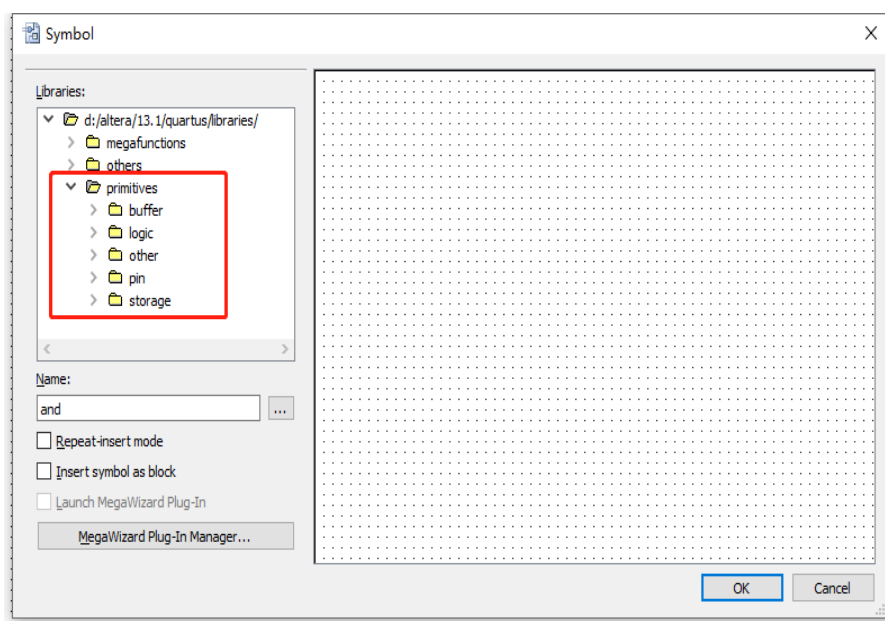 Symbol
Libraries:
d:/altera/13.1/quartus/libraries/
megafunctions
others
primitives
buffer
logic
other
pin
storage
Name:
and
...
Repeat-insert mode
Insert symbol as block
Launch MegaWizard Plug-In
MegaWizard Plug-In Manager...
OK
Cancel